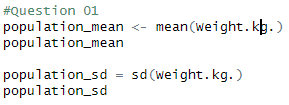 #Question 01
population_mean <- mean(Weight.kg.)
population_mean
population_sd = sd(Weight.kg.)
population_sd